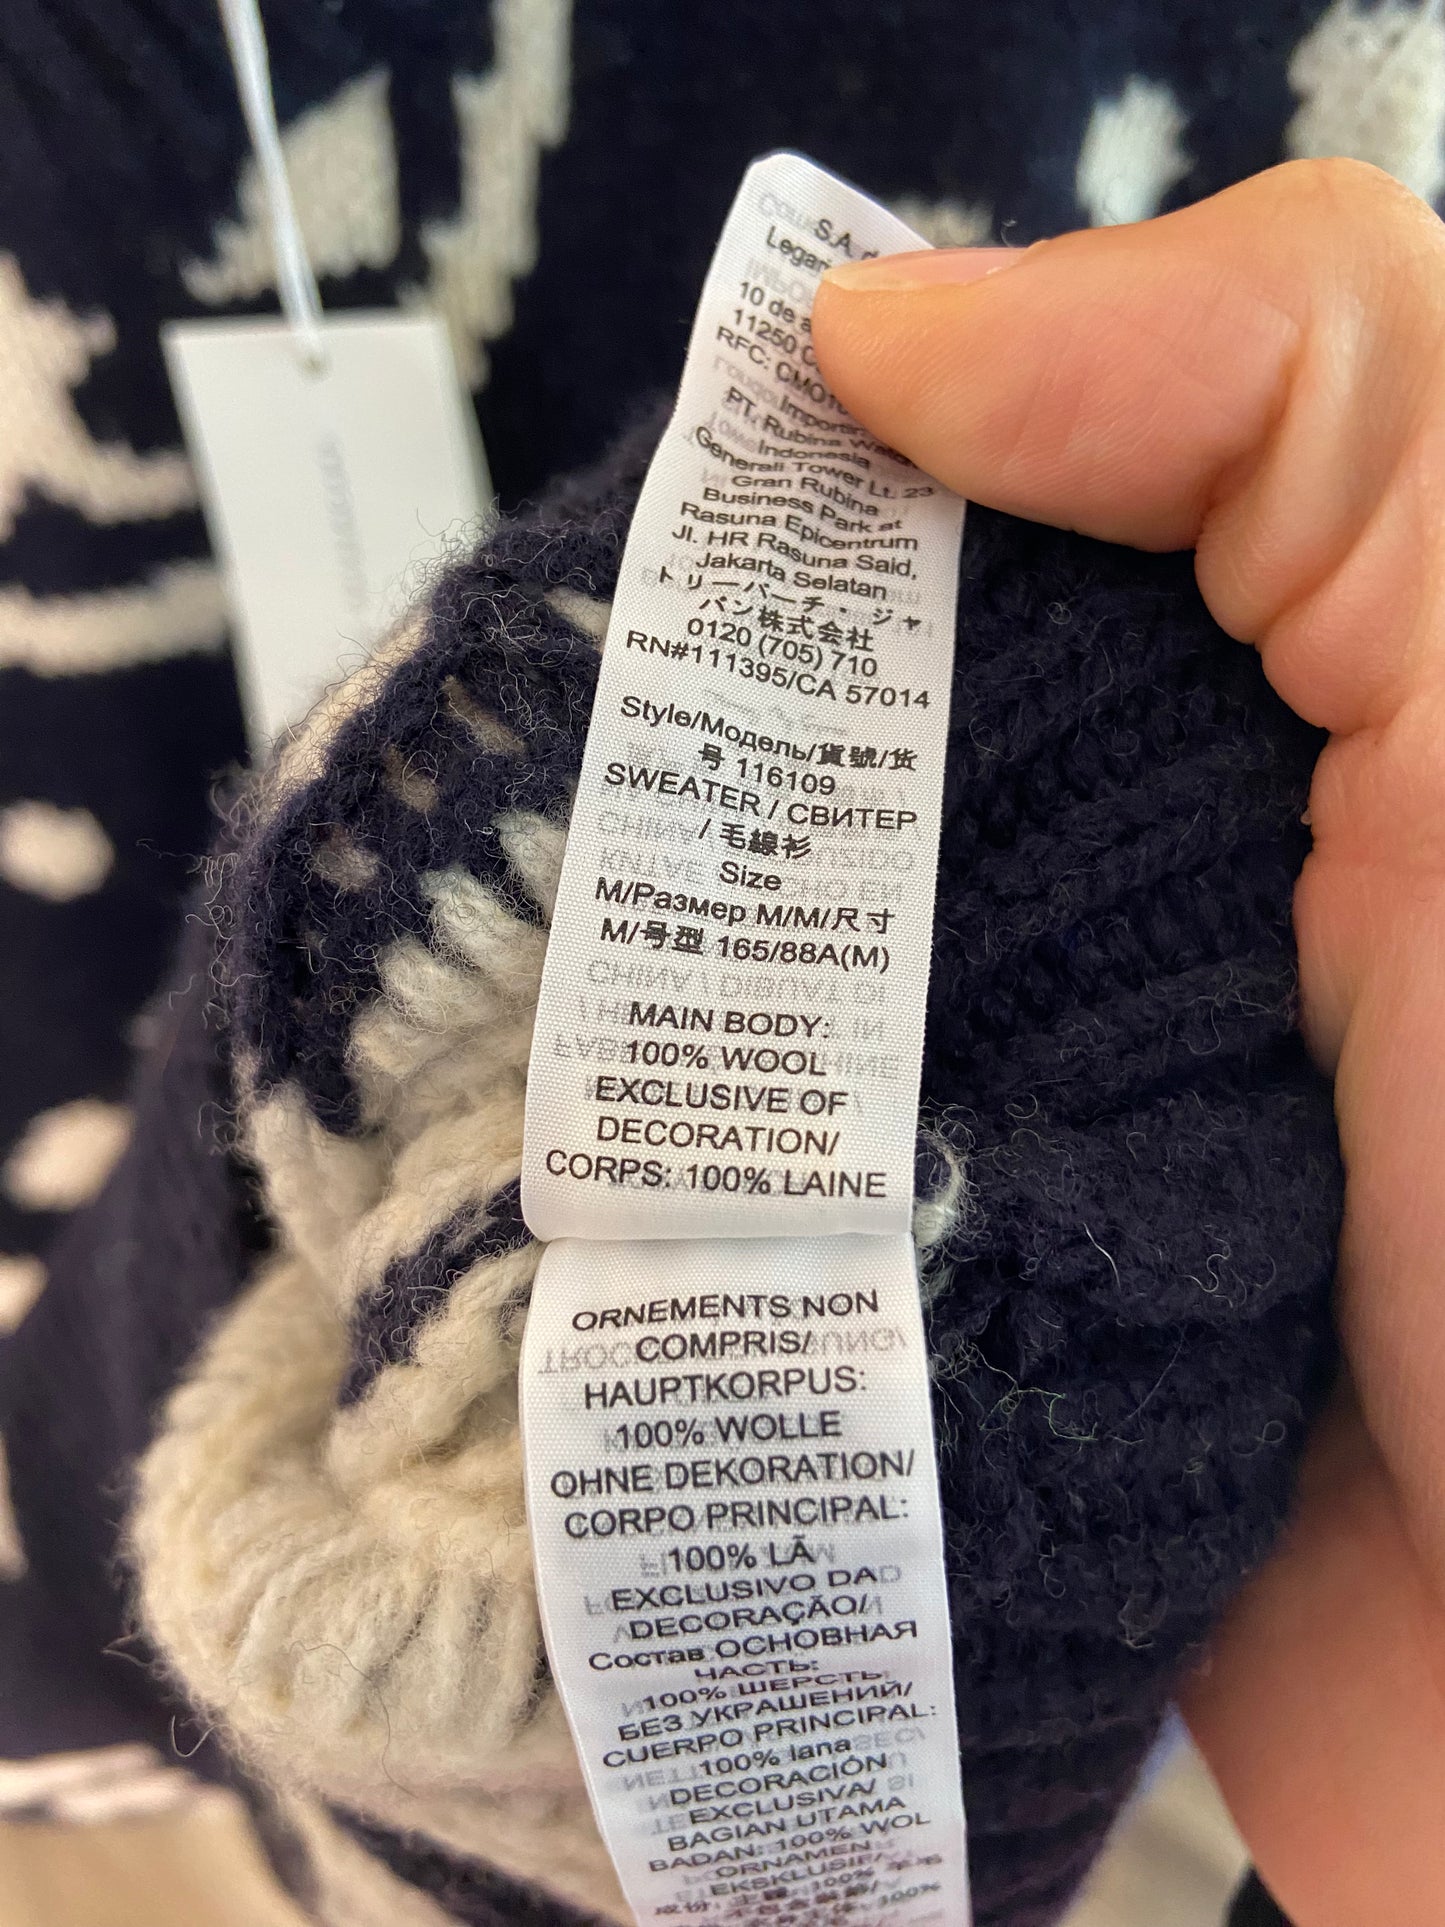 S.A.
10 de
11250
RFC:
PT. Rubina
Indonesia
Generali Tower Lt. 23
Gran Rubina
Business Park at
Rasuna Epicentrum
Jl. HR Rasuna Said,
Jakarta Selatan
トリーバーチ・ジャ
パン株式会社
0120 (705) 710
RN#111395/CA 57014
Style/Модель/貨號/货
号 116109
SWEATER / СВИТЕР
/ 毛線衫
Size
M/Размер M/M/尺寸
M/号型 165/88A(M)
MAIN BODY:
100% WOOL
EXCLUSIVE OF
DECORATION/
CORPS: 100% LAINE
ORNEMENTS NON
COMPRIS/
HAUPTKORPUS:
100% WOLLE
OHNE DEKORATION/
CORPO PRINCIPAL:
100% LÃ
EXCLUSIVO DA
DECORAÇÃO/
Состав ОСНОВНАЯ
ЧАСТЬ:
100% ШЕРСТЬ
БЕЗ УКРАШЕНИЙ/
CUERPO PRINCIPAL:
100% lana
DECORACIÓN
EXCLUSIVA/
BAGIAN UTAMA
BADAN: 100% WOL
ORNAMEN
EKSKLUSIF/